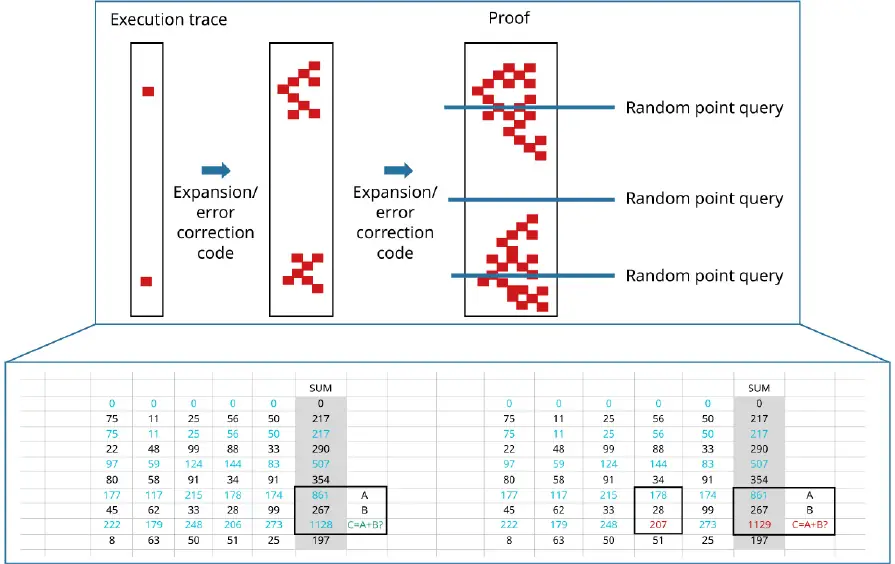 Execution trace
Proof
Random point query
Expansion/
error
correction
code
Expansion/
error
correction
code
Random point query
Random point query
SUM SUM
0 0 0 0 0 0 0 0 0 0 0 0
75 11 25 56 50 217 75 11 25 56 50 217
75 11 25 56 50 217 75 11 25 56 50 217
22 48 99 88 33 290 22 48 99 88 33 290
97 59 124 144 83 507 97 59 124 144 83 507
80 58 91 34 91 354 80 58 91 34 91 354
177 117 215 178 174 861 A 177 117 215 178 174 861 A
45 62 33 28 99 267 B 45 62 33 28 99 267 B
222 179 248 206 273 1128 C=A+B? 222 179 248 207 273 1129 C=A+B?
8 63 50 51 25 197 8 63 50 51 25 197